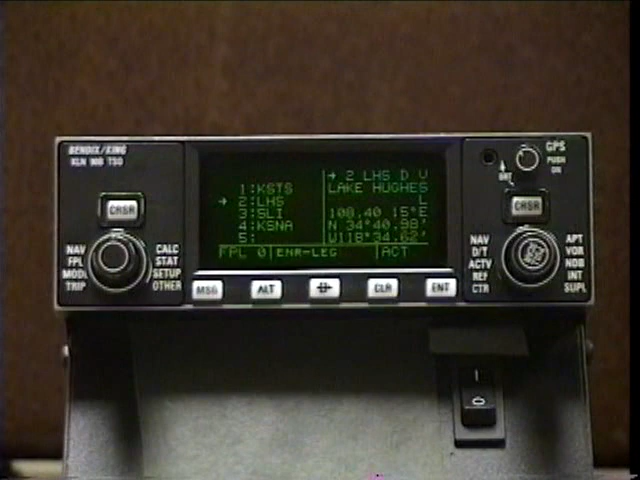 BENDIX/KING
KLN 90B TSO
GPS
PUSH
ON
BRT
CRSR
CRSR
NAV
FPL
MODE
TRIP
CALC
STAT
SETUP
OTHER
1:KSTS
➔ 2:LHS
3:SLI
4:KSNA
5:
➔ 2 LHS D V
LAKE HUGHES
L
108.40 15°E
N 34°40.98'
W118°34.62'
FPL 0
ENR-LEG
ACT
NAV
D/T
ACTV
REF
CTR
APT
VOR
NDB
INT
SUPL
MSG
ALT
CLR
ENT